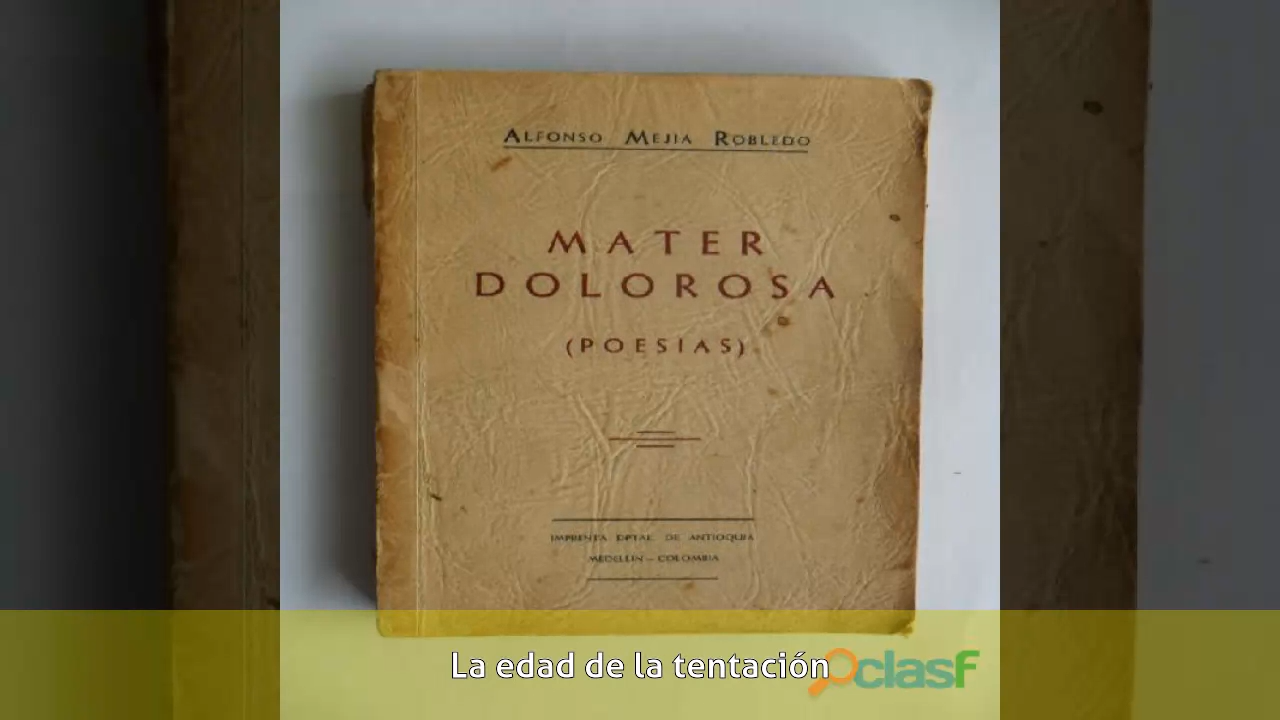 ALFONSO MEJIA ROBLEDO
MATER
DOLOROSA
(POESIAS)
IMPRENTA DPTAL. DE ANTIOQUIA
MEDELLIN — COLOMBIA
La edad de la tentación
clasf